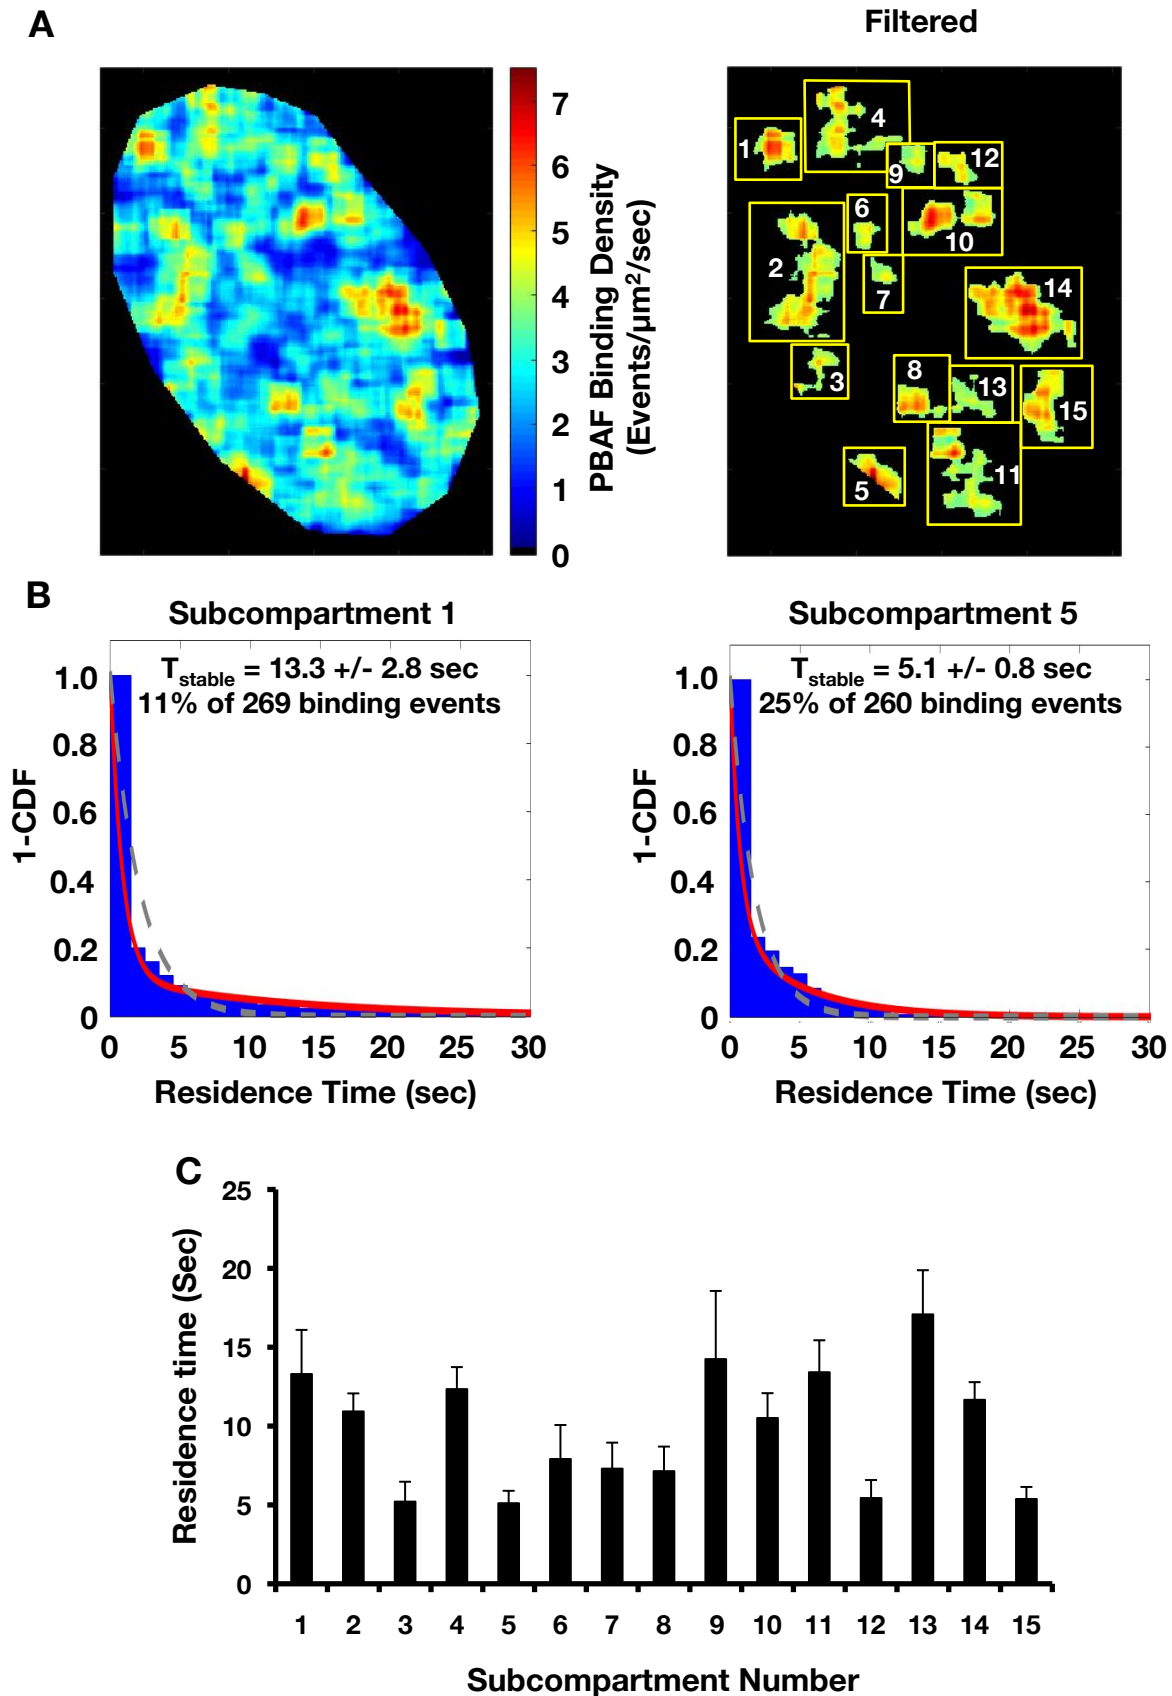 A
Filtered
7
6
5
4
3
2
1
0
PBAF Binding Density
(Events/µm²/sec)
1
4
9
12
6
10
2
7
14
3
8
13
15
5
11
B
Subcompartment 1
T stable = 13.3 +/- 2.8 sec
11% of 269 binding events
1.0
0.8
0.6
0.4
0.2
0
1-CDF
0 5 10 15 20 25 30
Residence Time (sec)
Subcompartment 5
T stable = 5.1 +/- 0.8 sec
25% of 260 binding events
1.0
0.8
0.6
0.4
0.2
0
1-CDF
0 5 10 15 20 25 30
Residence Time (sec)
C
25
20
15
10
5
0
Residence time (Sec)
1 2 3 4 5 6 7 8 9 10 11 12 13 14 15
Subcompartment Number